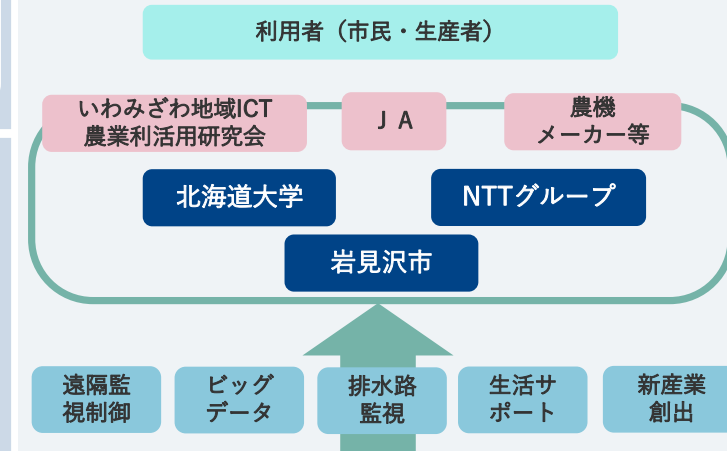 利用者（市民・生産者）
いわみざわ地域ICT
農業利活用研究会
ＪＡ
農機
メーカー等
北海道大学
NTTグループ
岩見沢市
遠隔監
視制御
ビッグ
データ
排水路
監視
生活サ
ポート
新産業
創出